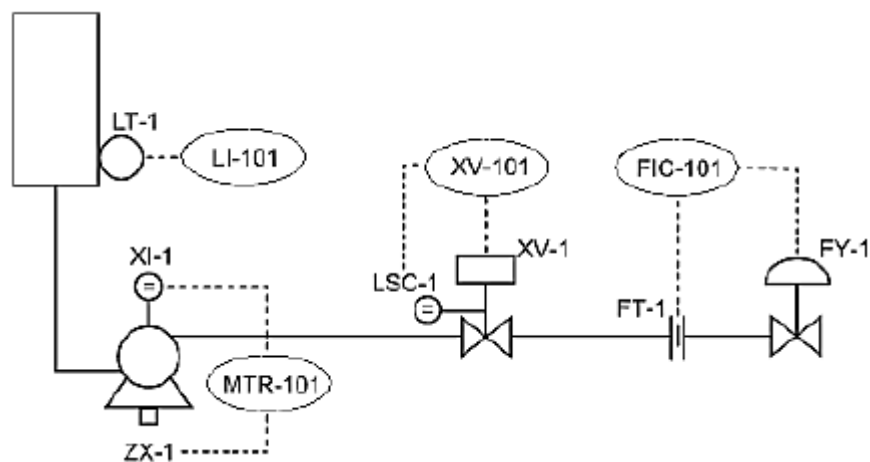 LT-1
LI-101
XV-101
FIC-101
XI-1
LSC-1
XV-1
FT-1
FY-1
MTR-101
ZX-1